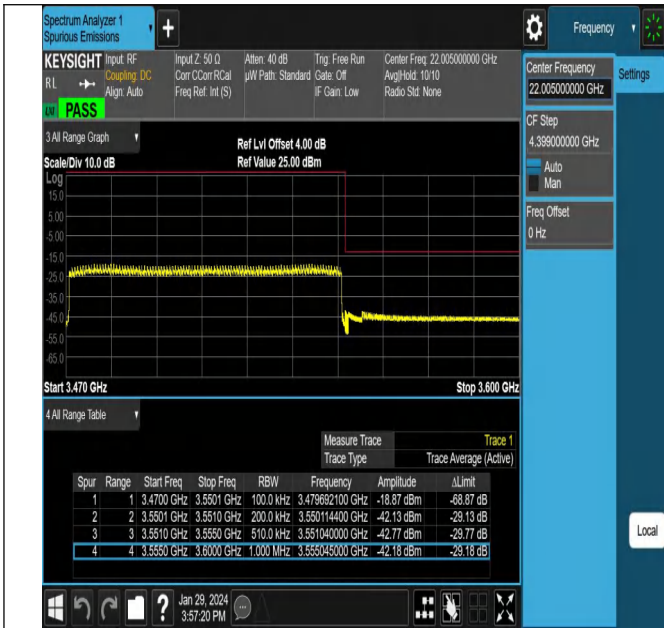 Spectrum Analyzer 1
Spurious Emissions
Frequency
KEYSIGHT
RL
PASS
Input: RF
Coupling: DC
Align: Auto
Input Z: 50 Ω
Corr CCorr RCal
Freq Ref: Int (S)
Atten: 40 dB
µW Path: Standard
Trig: Free Run
Gate: Off
IF Gain: Low
Center Freq: 22.005000000 GHz
Avg|Hold: 10/10
Radio Std: None
Center Frequency
22.005000000 GHz
Settings
CF Step
4.399000000 GHz
Auto
Man
Freq Offset
0 Hz
3 All Range Graph
Ref Lvl Offset 4.00 dB
Scale/Div 10.0 dB
Ref Value 25.00 dBm
Log
15.0
5.00
-5.00
-15.0
-25.0
-35.0
-45.0
-55.0
-65.0
Start 3.470 GHz
Stop 3.600 GHz
4 All Range Table
Measure Trace Trace 1
Trace Type Trace Average (Active)
Spur Range Start Freq Stop Freq RBW Frequency Amplitude ΔLimit
1 1 3.4700 GHz 3.5501 GHz 100.0 kHz 3.479692100 GHz -18.87 dBm -68.87 dB
2 2 3.5501 GHz 3.5510 GHz 200.0 kHz 3.550114400 GHz -42.13 dBm -29.13 dB
3 3 3.5510 GHz 3.5550 GHz 510.0 kHz 3.551040000 GHz -42.77 dBm -29.77 dB
4 4 3.5550 GHz 3.6000 GHz 1.000 MHz 3.555045000 GHz -42.18 dBm -29.18 dB
Local
Jan 29, 2024
3:57:20 PM